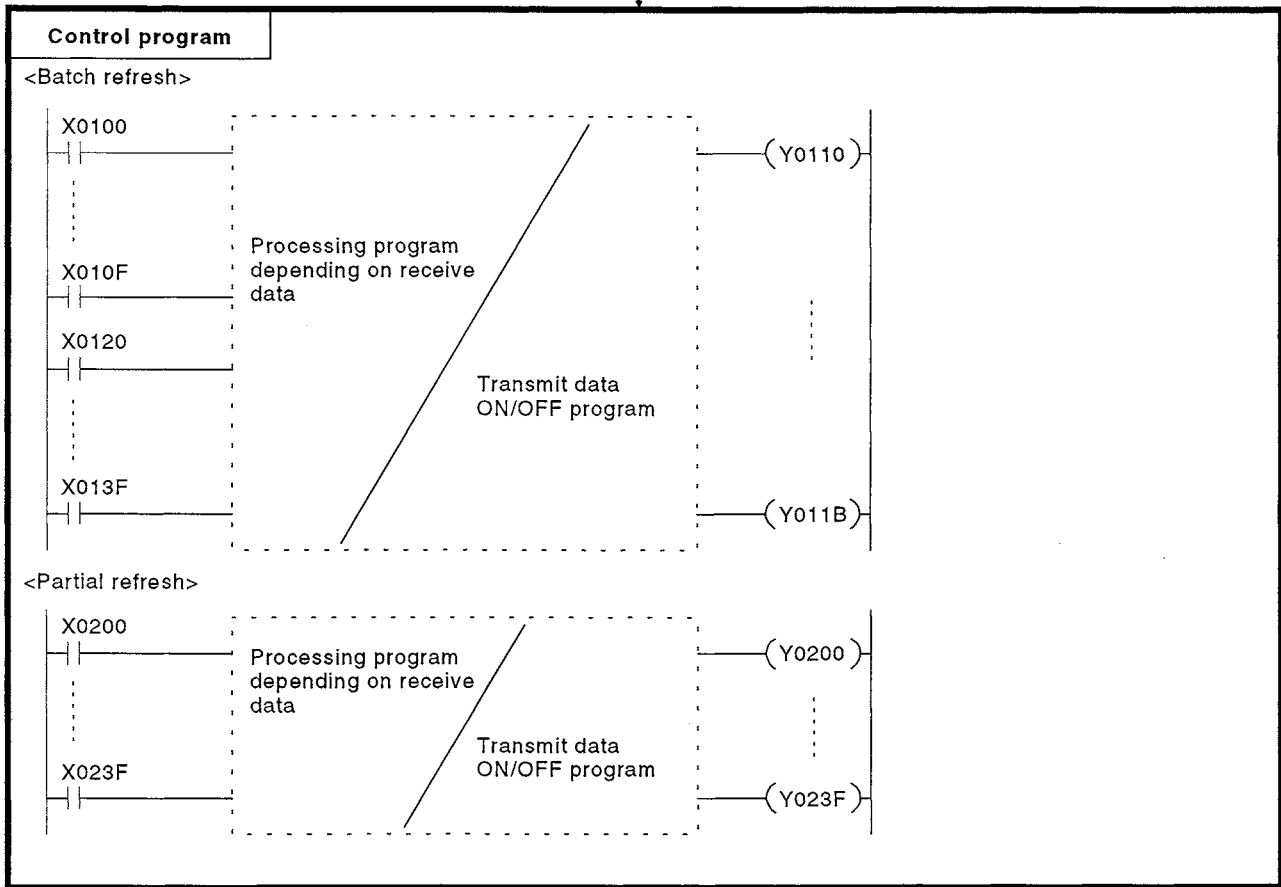 Control program
<Batch refresh>
X0100
Y0110
Processing program
depending on receive
data
X010F
X0120
Transmit data
ON/OFF program
X013F
Y011B
<Partial refresh>
X0200
Y0200
Processing program
depending on receive
data
Transmit data
ON/OFF program
X023F
Y023F